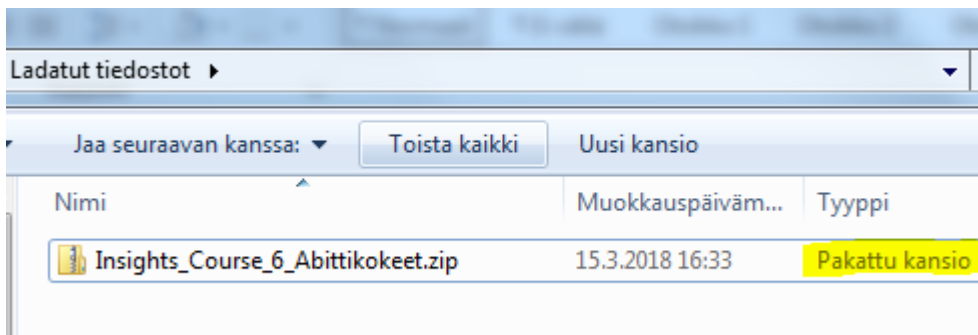 Ladatut tiedostot
Jaa seuraavan kanssa: Toista kaikki Uusi kansio
Nimi Muokkauspäiväm... Tyyppi
Insights_Course_6_Abittikokeet.zip 15.3.2018 16:33 Pakattu kansio